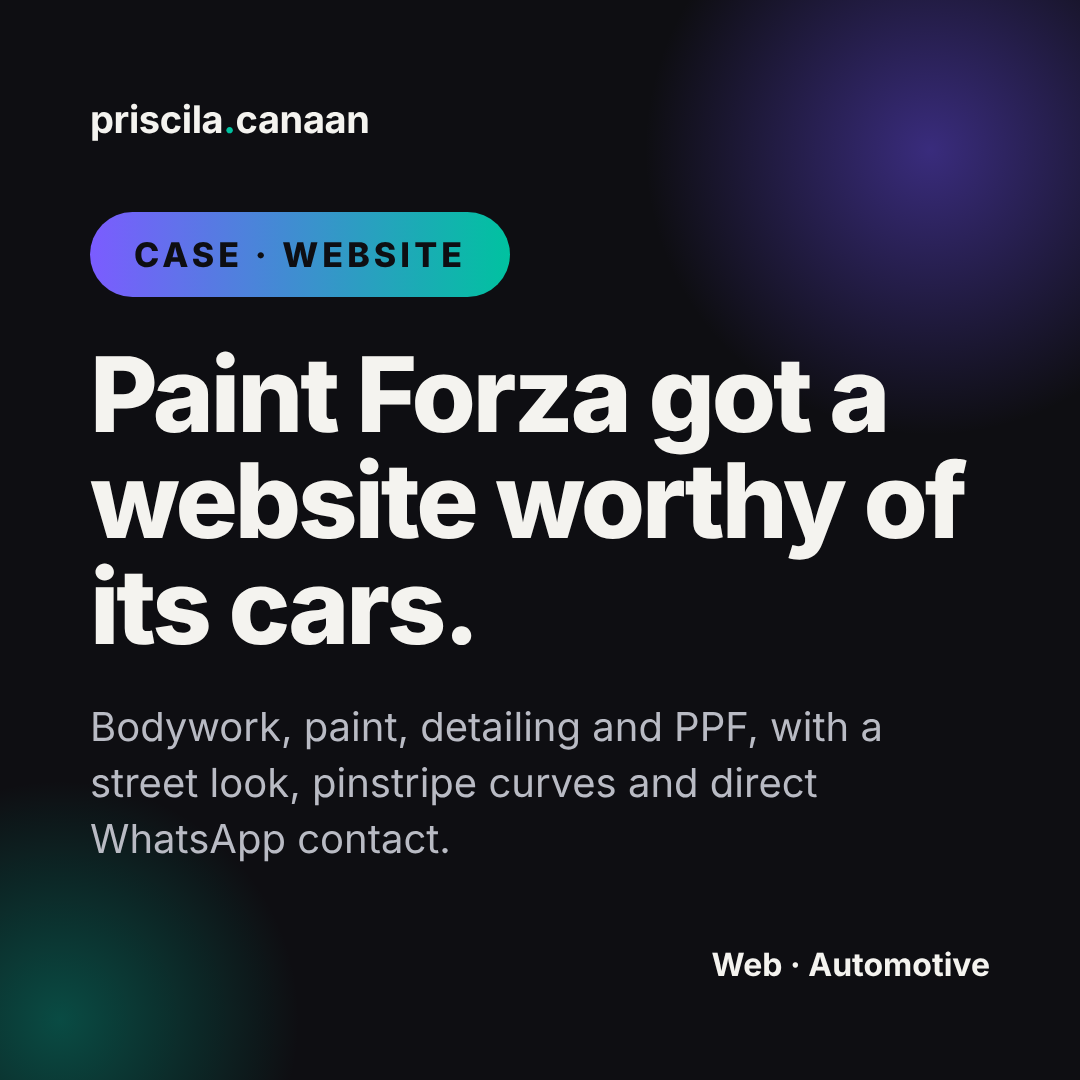 priscila.canaan
CASE · WEBSITE
Paint Forza got a
website worthy of
its cars.
Bodywork, paint, detailing and PPF, with a
street look, pinstripe curves and direct
WhatsApp contact.
Web · Automotive